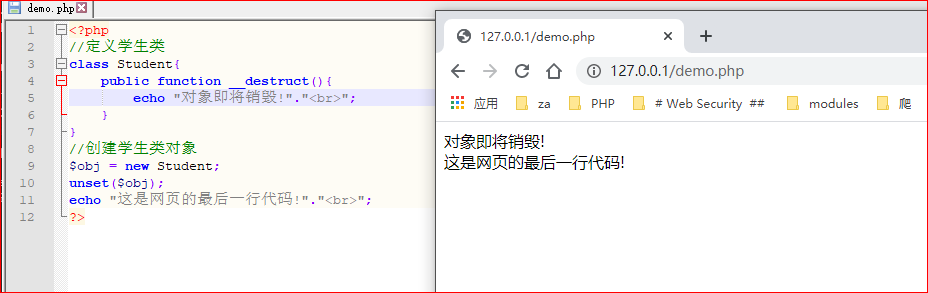 demo.php
1 <?php
2 //定义学生类
3 class Student{
4 public function __destruct(){
5 echo "对象即将销毁!"."<br>";
6 }
7 }
8 //创建学生类对象
9 $obj = new Student;
10 unset($obj);
11 echo "这是网页的最后一行代码!"."<br>";
12 ?>
127.0.0.1/demo.php
127.0.0.1/demo.php
应用 za PHP # Web Security ## modules 爬
对象即将销毁!
这是网页的最后一行代码!